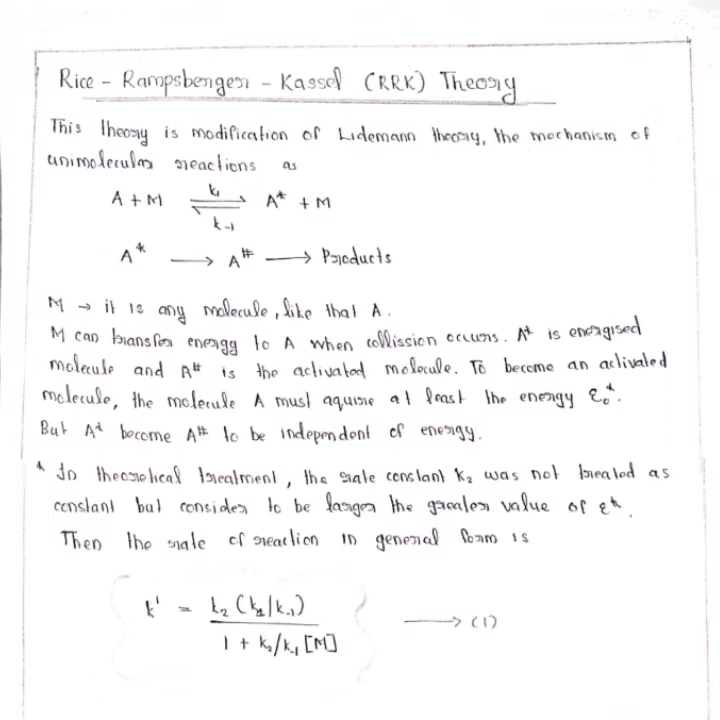 Rice - Rampsbenger - Kassel (RRK) Theory
This theory is modification of Lidemann theory, the mechanism of
unimolecular reactions as
A + M ⇌ A* + M
k₁
k₋₁
A* → A# → Products
M → it is any molecule, like that A.
M can transfer energy to A when collission occurs. A* is energised
molecule and A# is the activated molecule. To become an activated
molecule, the molecule A must aquire at least the energy ε₀*.
But A* become A# to be independent of energy.
* In theoretical treatment, the rate constant k₂ was not treated as
constant but consider to be larger the greater value of ε*.
Then the rate of reaction in general form is
k' = k₂ (k₁/k₋₁) / 1 + k₂/k₋₁ [M] → (1)